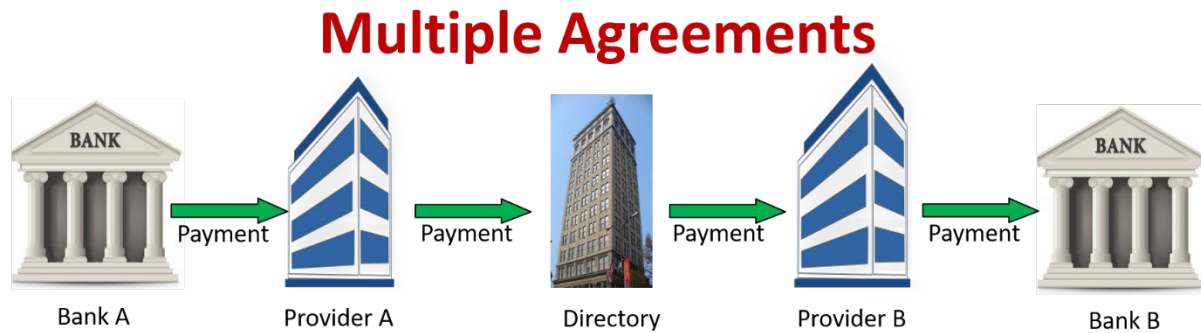 Multiple Agreements
BANK
BANK
Payment
Payment
Payment
Payment
Bank A
Provider A
Directory
Provider B
Bank B